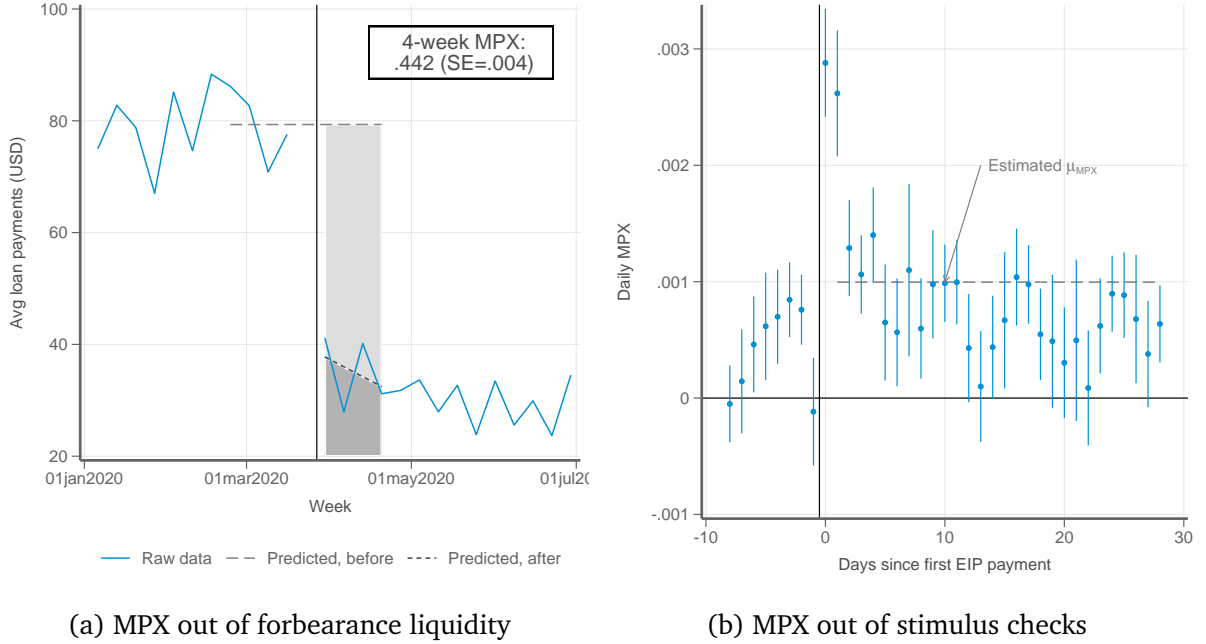 100
80
60
40
20
Avg loan payments (USD)
4-week MPX:
.442 (SE=.004)
01jan2020
01mar2020
01may2020
01jul20
Week
Raw data
Predicted, before
Predicted, after
(a) MPX out of forbearance liquidity
.003
.002
.001
0
-.001
Daily MPX
Estimated μMPX
-10
0
10
20
30
Days since first EIP payment
(b) MPX out of stimulus checks